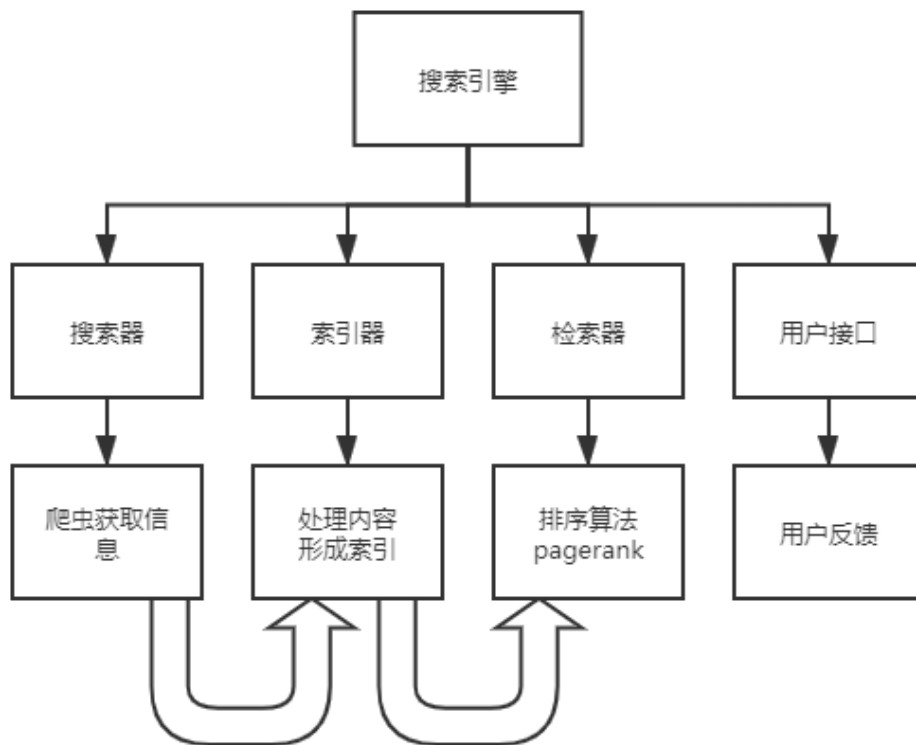 搜索引擎
搜索器
索引器
检索器
用户接口
爬虫获取信
息
处理内容
形成索引
排序算法
pagerank
用户反馈